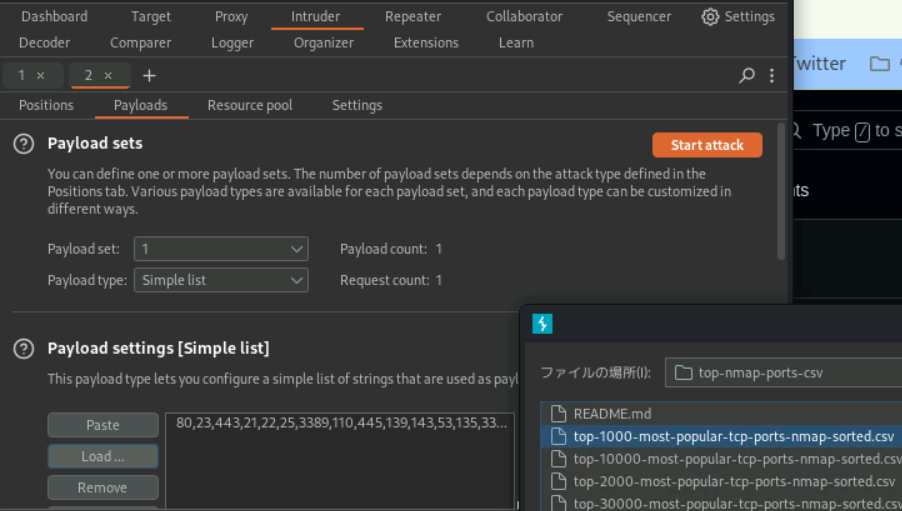 Dashboard Target Proxy Intruder Repeater Collaborator Sequencer Settings
Decoder Comparer Logger Organizer Extensions Learn
1 × 2 × +
Positions Payloads Resource pool Settings
? Payload sets Start attack
You can define one or more payload sets. The number of payload sets depends on the attack type defined in the
Positions tab. Various payload types are available for each payload set, and each payload type can be customized in
different ways.
Payload set: 1 Payload count: 1
Payload type: Simple list Request count: 1
? Payload settings [Simple list]
This payload type lets you configure a simple list of strings that are used as payl
Paste 80,23,443,21,22,25,3389,110,445,139,143,53,135,33...
Load ...
Remove
ファイルの場所(I): top-nmap-ports-csv
README.md
top-1000-most-popular-tcp-ports-nmap-sorted.csv
top-10000-most-popular-tcp-ports-nmap-sorted.csv
top-2000-most-popular-tcp-ports-nmap-sorted.csv
top-30000-most-popular-tcp-ports-nmap-sorted.csv
Twitter
Type / to s
nts